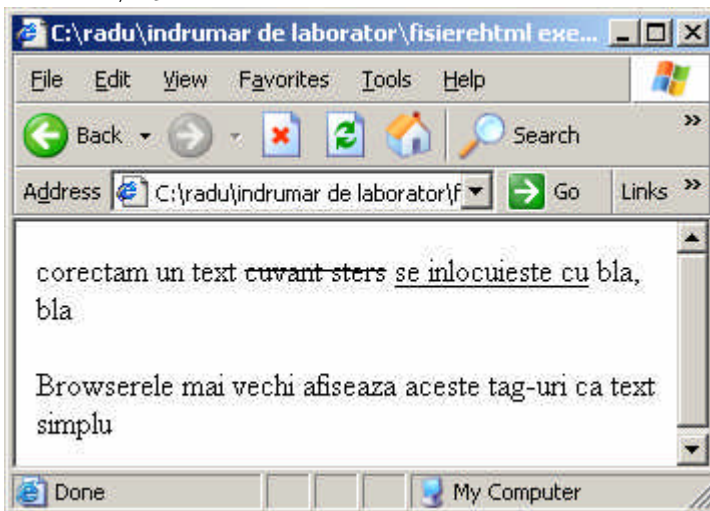 C:\radu\indrumar de laborator\fisierehtml exe...
File Edit View Favorites Tools Help
Back Search »
Address C:\radu\indrumar de laborator\f Go Links »
corectam un text cuvant sters se inlocuieste cu bla,
bla
Browserele mai vechi afiseaza aceste tag-uri ca text
simplu
Done My Computer